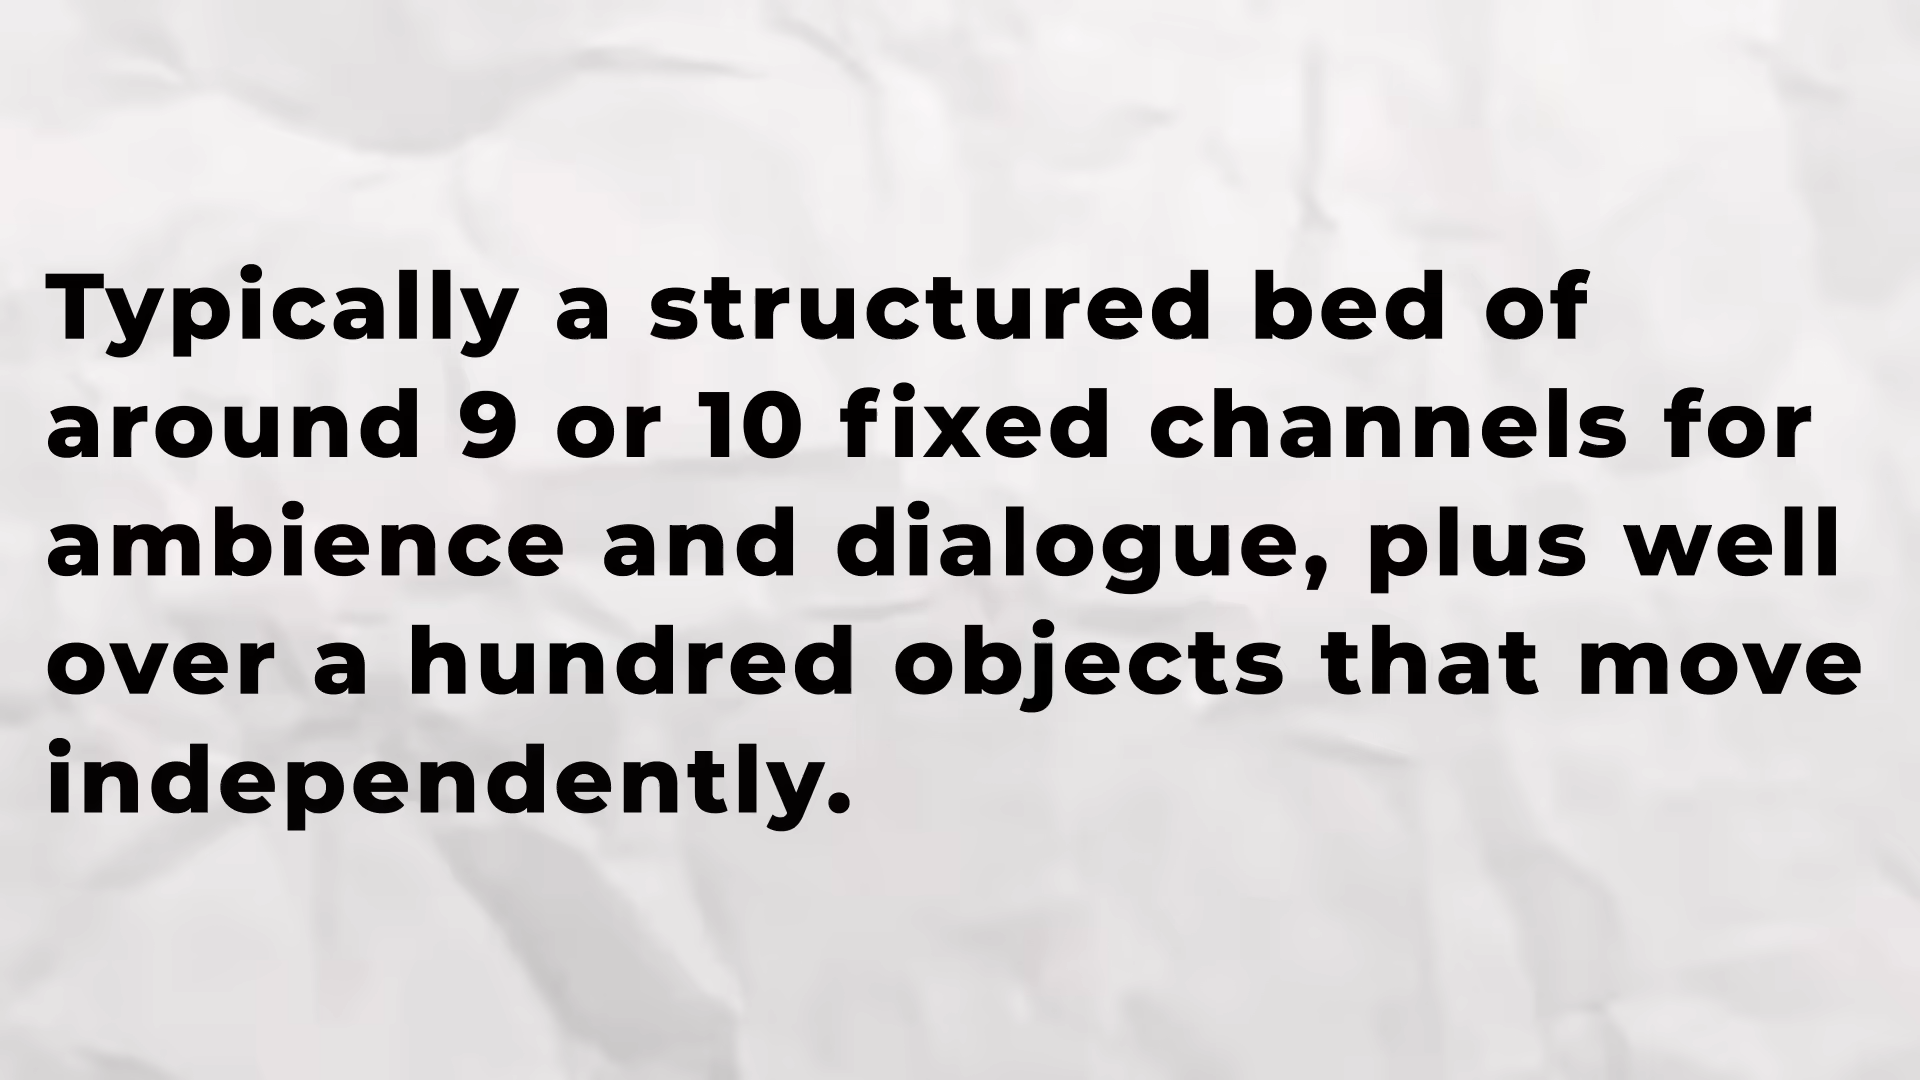 Typically a structured bed of
around 9 or 10 fixed channels for
ambience and dialogue, plus well
over a hundred objects that move
independently.